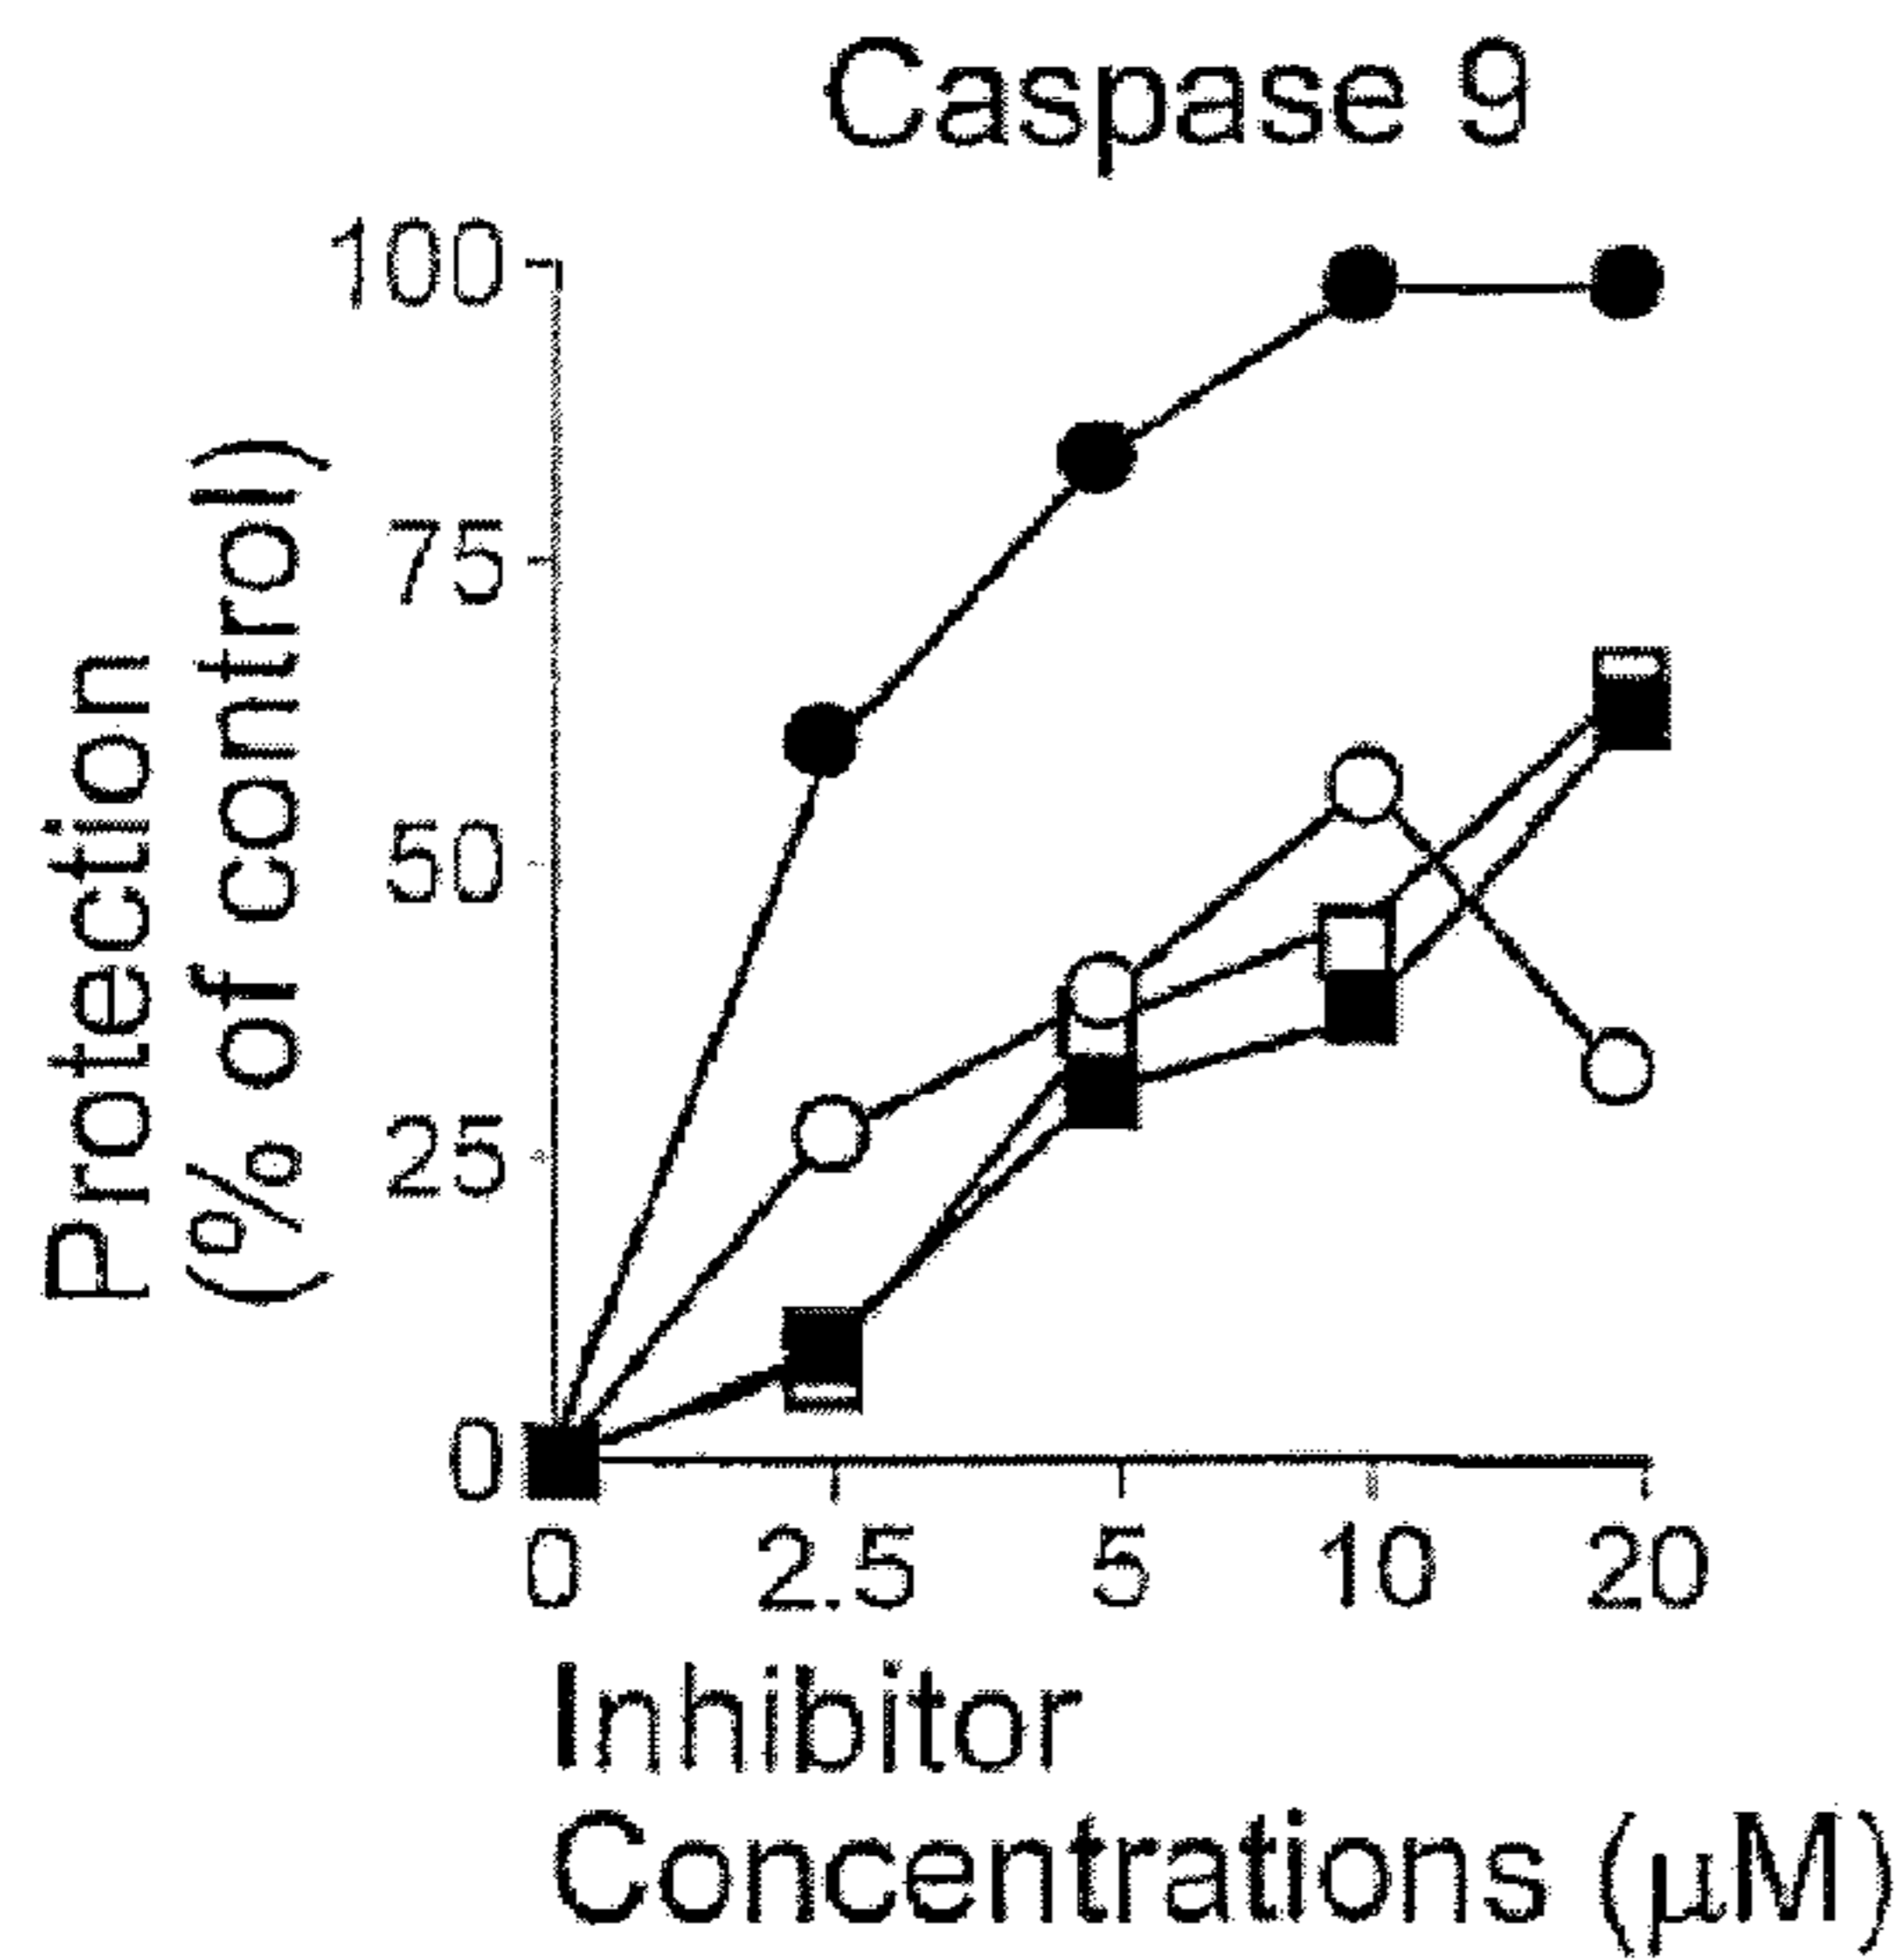 Caspase 9
Protection
(% of control)
100
75
50
25
0
0 2.5 5 10 20
Inhibitor
Concentrations (μM)